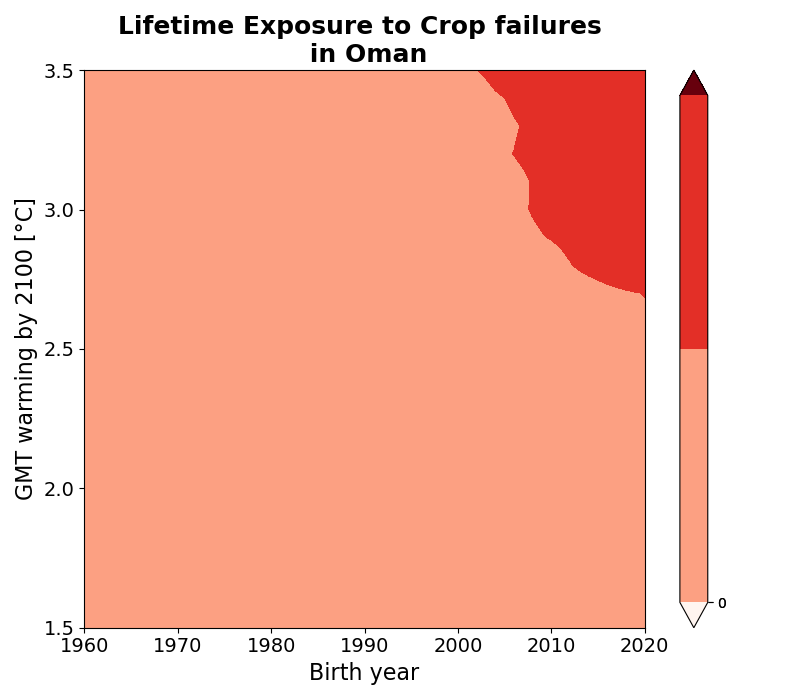 Lifetime Exposure to Crop failures
in Oman
3.5
3.0
2.5
2.0
1.5
GMT warming by 2100 [°C]
1960 1970 1980 1990 2000 2010 2020
Birth year
0